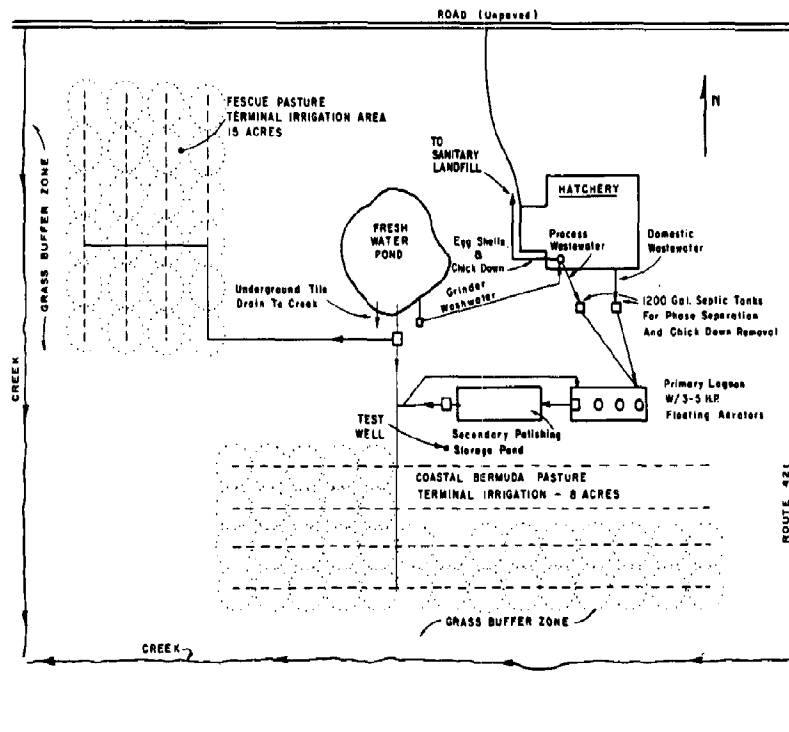 ROAD (Unpaved)
FESCUE PASTURE
TERMINAL IRRIGATION AREA
15 ACRES
N
TO
SANITARY
LANDFILL
HATCHERY
GRASS BUFFER ZONE
FRESH
WATER
POND
Egg Shells
&
Chick Down
Process
Wastewater
Domestic
Wastewater
Underground Tile
Drain To Creek
Grinder
Washwater
1200 Gal. Septic Tanks
For Phase Separation
And Chick Down Removal
CREEK
Primary Lagoon
W/3-5 H.P.
Floating Aerators
TEST
WELL
Secondary Polishing
Storage Pond
COASTAL BERMUDA PASTURE
TERMINAL IRRIGATION - 8 ACRES
ROUTE 421
GRASS BUFFER ZONE
CREEK